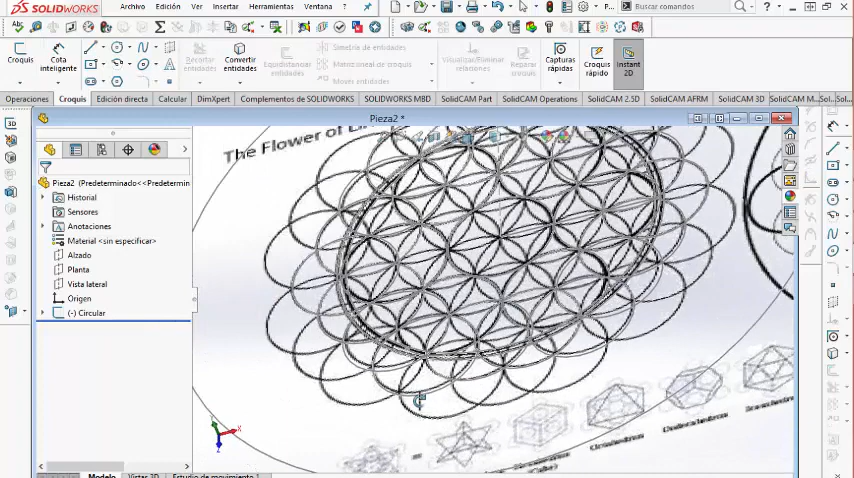 SOLIDWORKS Archivo Edición Ver Insertar Herramientas Ventana ? P... Buscar comandos
Croquis
Cota inteligente
Recortar entidades
Convertir entidades
Equidistanciar entidades
Simetría de entidades
Matriz lineal de croquis
Mover entidades
Visualizar/Eliminar relaciones
Reparar croquis
Capturas rápidas
Croquis rápido
Instant 2D
Operaciones Croquis Edición directa Calcular DimXpert Complementos de SOLIDWORKS SOLIDWORKS MBD SolidCAM Part SolidCAM Operations SolidCAM 2.5D SolidCAM AFRM SolidCAM 3D SolidCAM M... Sol... Sol...
Pieza2 *
Pieza2 (Predeterminado<<Predetermin
Historial
Sensores
Anotaciones
Material <sin especificar>
Alzado
Planta
Vista lateral
Origen
(-) Circular
The Flower of
X
Z
Modelo Vistas 3D Estudio de movimiento 1